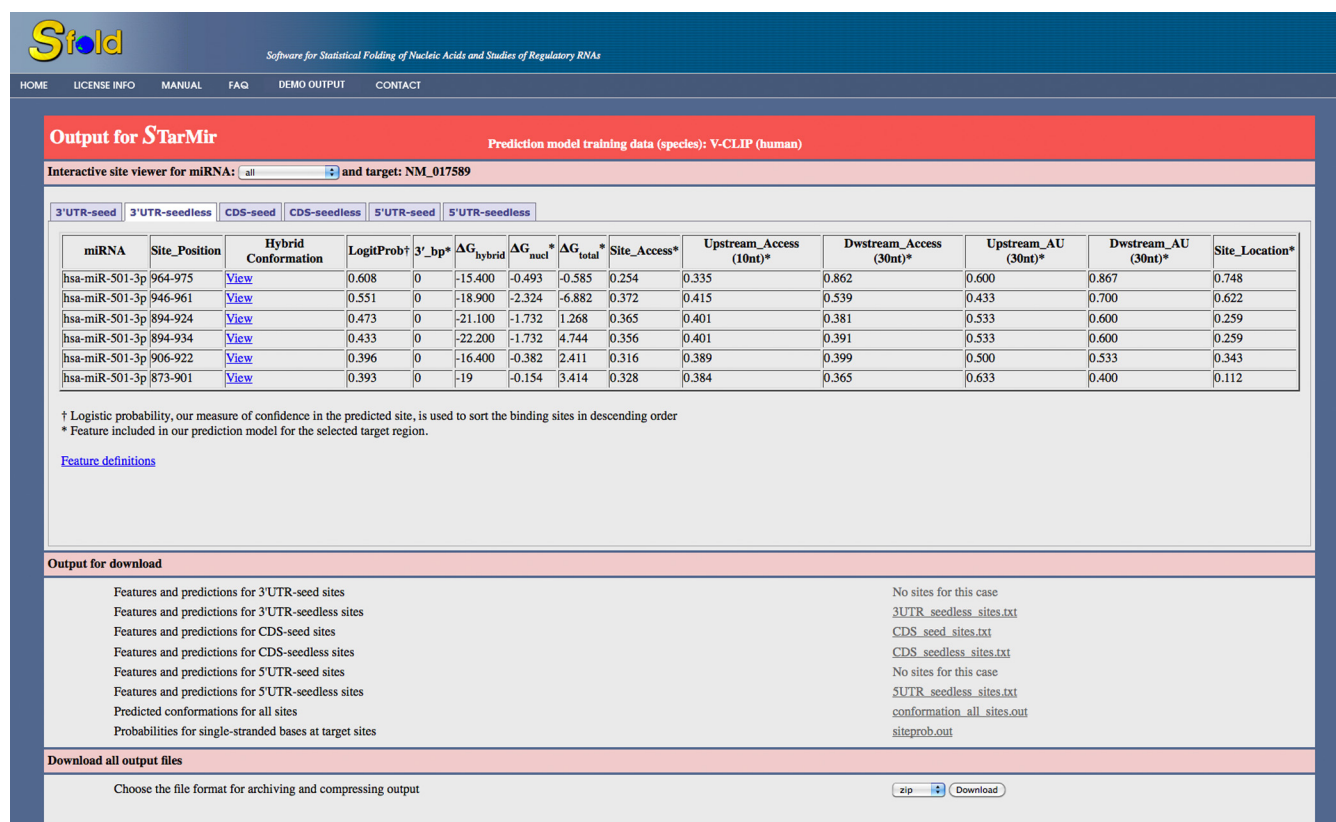 Sfold
Software for Statistical Folding of Nucleic Acids and Studies of Regulatory RNAs
HOME LICENSE INFO MANUAL FAQ DEMO OUTPUT CONTACT
Output for STarMir Prediction model training data (species): V-CLIP (human)
Interactive site viewer for miRNA: all and target: NM_017589
3'UTR-seed 3'UTR-seedless CDS-seed CDS-seedless 5'UTR-seed 5'UTR-seedless
miRNA Site_Position Hybrid Conformation LogitProb† 3′_bp* ΔGhybrid ΔGnucl* ΔGtotal* Site_Access* Upstream_Access (10nt)* Dwstream_Access (30nt)* Upstream_AU (30nt)* Dwstream_AU (30nt)* Site_Location*
hsa-miR-501-3p 964-975 View 0.608 0 -15.400 -0.493 -0.585 0.254 0.335 0.862 0.600 0.867 0.748
hsa-miR-501-3p 946-961 View 0.551 0 -18.900 -2.324 -6.882 0.372 0.415 0.539 0.433 0.700 0.622
hsa-miR-501-3p 894-924 View 0.473 0 -21.100 -1.732 1.268 0.365 0.401 0.381 0.533 0.600 0.259
hsa-miR-501-3p 894-934 View 0.433 0 -22.200 -1.732 4.744 0.356 0.401 0.391 0.533 0.600 0.259
hsa-miR-501-3p 906-922 View 0.396 0 -16.400 -0.382 2.411 0.316 0.389 0.399 0.500 0.533 0.343
hsa-miR-501-3p 873-901 View 0.393 0 -19 -0.154 3.414 0.328 0.384 0.365 0.633 0.400 0.112
† Logistic probability, our measure of confidence in the predicted site, is used to sort the binding sites in descending order
* Feature included in our prediction model for the selected target region.
Feature definitions
Output for download
Features and predictions for 3'UTR-seed sites No sites for this case
Features and predictions for 3'UTR-seedless sites 3UTR_seedless_sites.txt
Features and predictions for CDS-seed sites CDS_seed_sites.txt
Features and predictions for CDS-seedless sites CDS_seedless_sites.txt
Features and predictions for 5'UTR-seed sites No sites for this case
Features and predictions for 5'UTR-seedless sites 5UTR_seedless_sites.txt
Predicted conformations for all sites conformation_all_sites.out
Probabilities for single-stranded bases at target sites siteprob.out
Download all output files
Choose the file format for archiving and compressing output zip Download